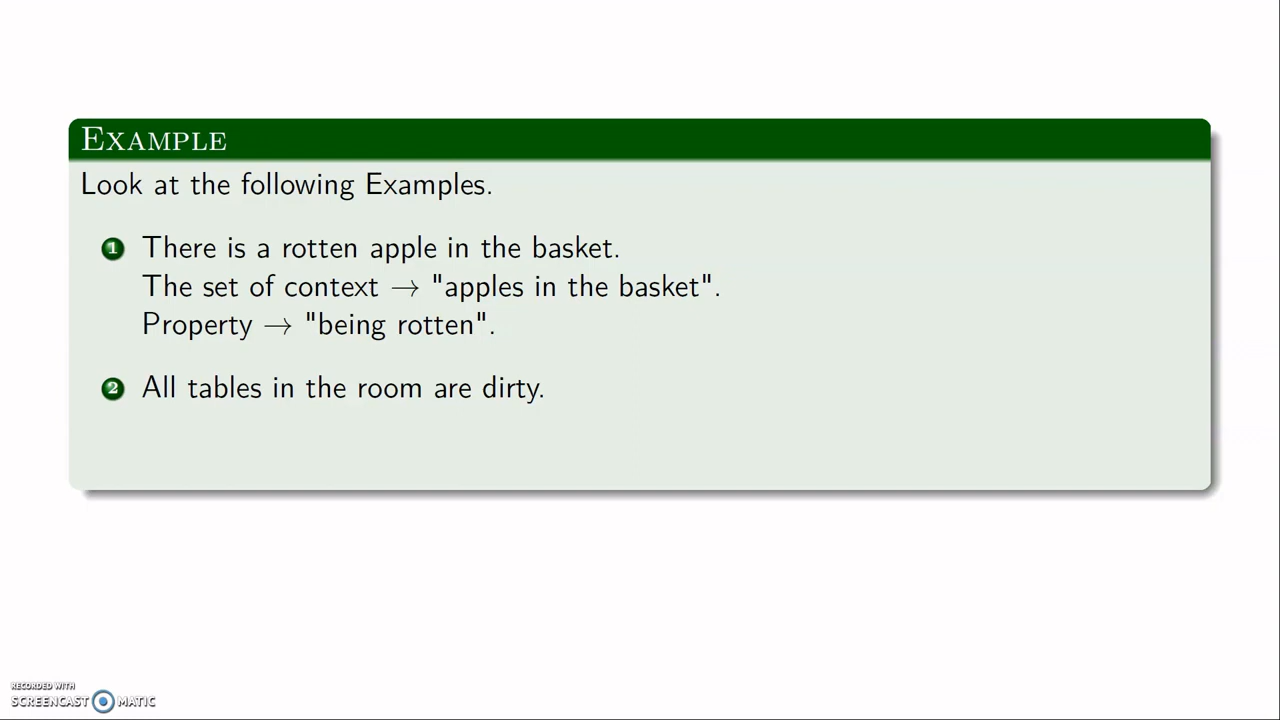 EXAMPLE
Look at the following Examples.
1 There is a rotten apple in the basket.
The set of context → "apples in the basket".
Property → "being rotten".
2 All tables in the room are dirty.
RECORDED WITH
SCREENCAST MATIC